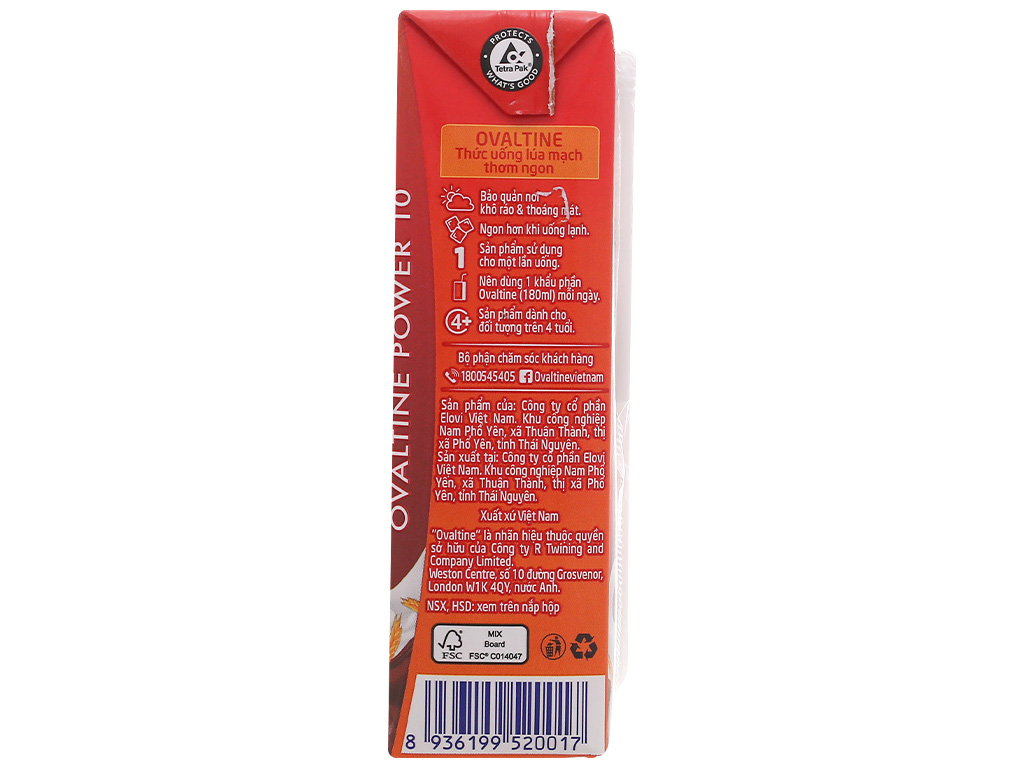 PROTECTS
Tetra Pak®
WHAT'S GOOD
OVALTINE
Thức uống lúa mạch
thơm ngon
Bảo quản nơi
khô ráo & thoáng mát.
Ngon hơn khi uống lạnh.
1
Sản phẩm sử dụng
cho một lần uống.
Nên dùng 1 khẩu phần
Ovaltine (180ml) mỗi ngày.
4+
Sản phẩm dành cho
đối tượng trên 4 tuổi.
Bộ phận chăm sóc khách hàng
1800545405 Ovaltinevietnam
Sản phẩm của: Công ty cổ phần
Elovi Việt Nam. Khu công nghiệp
Nam Phổ Yên, xã Thuận Thành, thị
xã Phổ Yên, tỉnh Thái Nguyên.
Sản xuất tại: Công ty cổ phần Elovi
Việt Nam. Khu công nghiệp Nam Phổ
Yên, xã Thuận Thành, thị xã Phổ
Yên, tỉnh Thái Nguyên.
Xuất xứ Việt Nam
"Ovaltine" là nhãn hiệu thuộc quyền
sở hữu của Công ty R Twining and
Company Limited.
Weston Centre, số 10 đường Grosvenor,
London W1K 4QY, nước Anh.
NSX, HSD: xem trên nắp hộp
FSC
MIX
Board
FSC® C014047
8 936199 520017
OVALTINE POWER 10